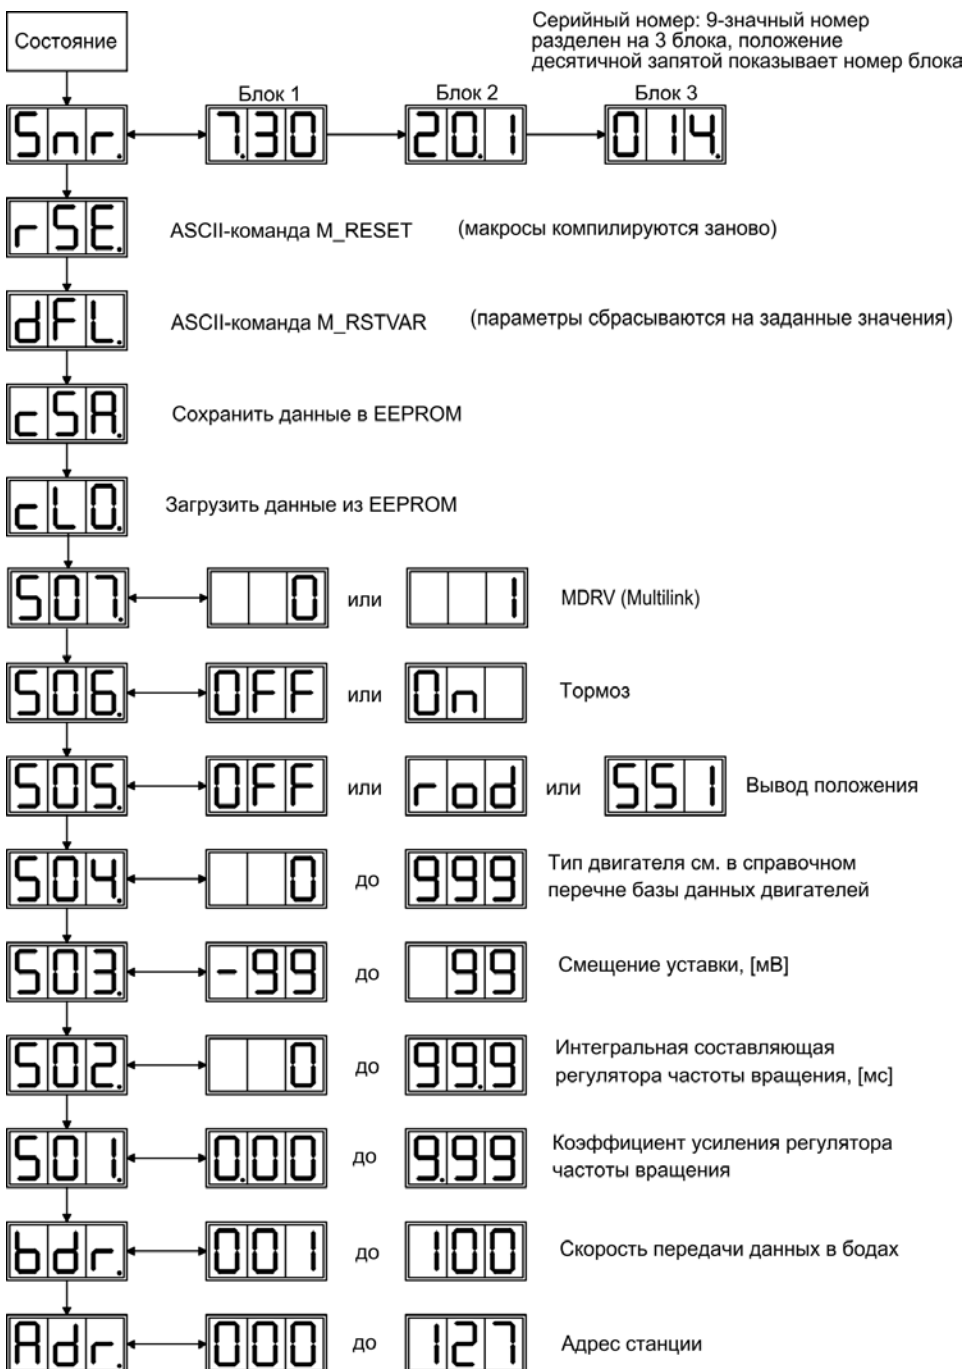 Серийный номер: 9-значный номер
разделен на 3 блока, положение
десятичной запятой показывает номер блока
Состояние
Блок 1 Блок 2 Блок 3
Snr. 7.30 20.1 014.
rSE. ASCII-команда M_RESET (макросы компилируются заново)
dFL. ASCII-команда M_RSTVAR (параметры сбрасываются на заданные значения)
cSA. Сохранить данные в EEPROM
cLO. Загрузить данные из EEPROM
S07. 0 или 1 MDRV (Multilink)
S06. OFF или On Тормоз
S05. OFF или rod или SSI Вывод положения
S04. 0 до 999 Тип двигателя см. в справочном
перечне базы данных двигателей
S03. -99 до 99 Смещение уставки, [мВ]
S02. 0 до 99.9 Интегральная составляющая
регулятора частоты вращения, [мс]
S01. 0.00 до 9.99 Коэффициент усиления регулятора
частоты вращения
bdr. 001 до 100 Скорость передачи данных в бодах
Adr. 000 до 127 Адрес станции